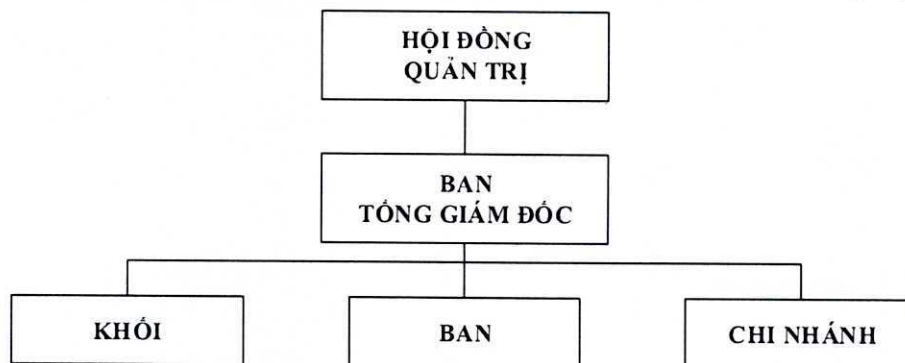 HỘI ĐỒNG
QUẢN TRỊ
BAN
TỔNG GIÁM ĐỐC
KHỐI
BAN
CHI NHÁNH